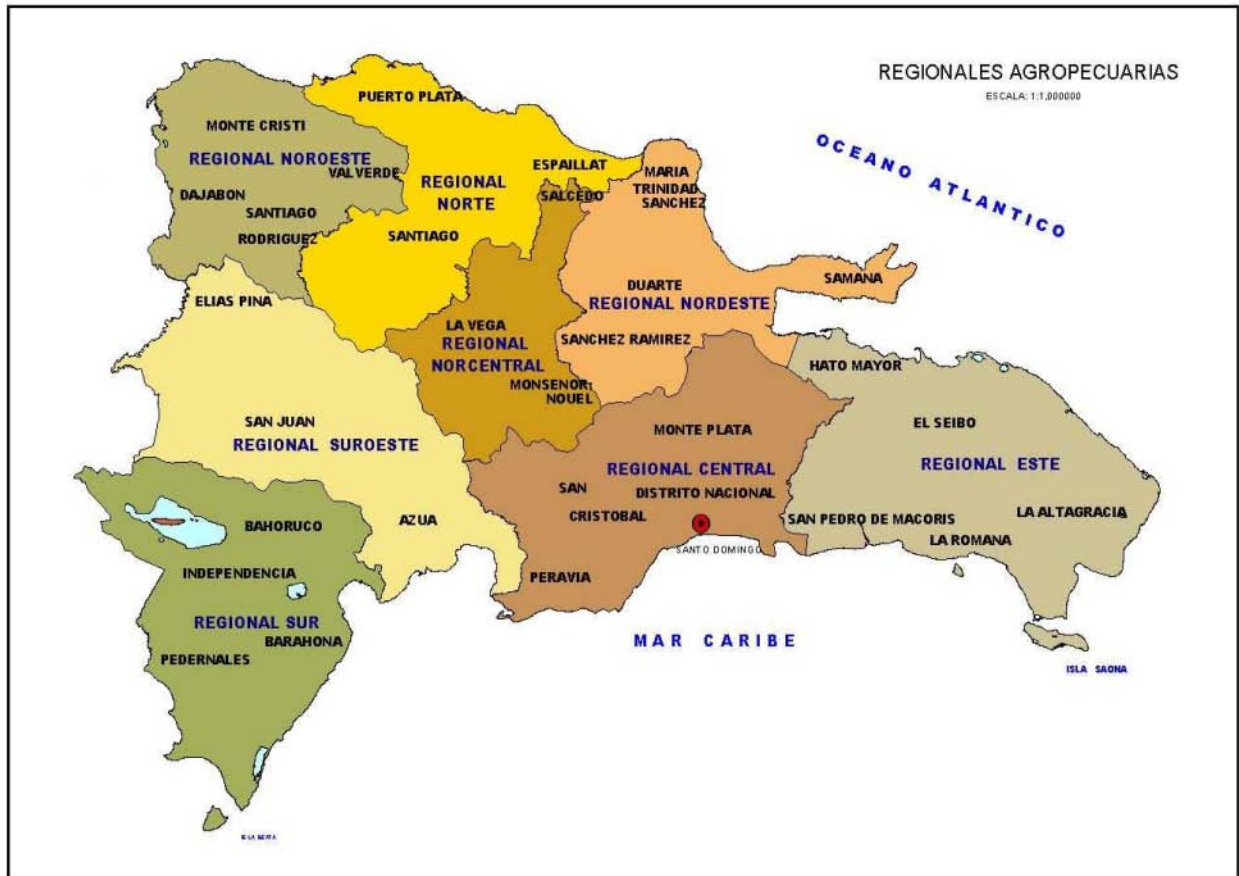 REGIONALES AGROPECUARIAS
ESCALA: 1:1,000000
OCEANO ATLANTICO
PUERTO PLATA
MONTE CRISTI
REGIONAL NOROESTE
VALVERDE
DAJABON
SANTIAGO
RODRIGUEZ
ESPAILLAT
REGIONAL
NORTE
SALCEDO
SANTIAGO
MARIA
TRINIDAD
SANCHEZ
SAMANA
DUARTE
REGIONAL NORDESTE
SANCHEZ RAMIREZ
ELIAS PINA
LA VEGA
REGIONAL
NORCENTRAL
MONSENOR
NOUEL
HATO MAYOR
SAN JUAN
REGIONAL SUROESTE
AZUA
MONTE PLATA
REGIONAL CENTRAL
SAN
CRISTOBAL
DISTRITO NACIONAL
SANTO DOMINGO
PERAVIA
EL SEIBO
REGIONAL ESTE
SAN PEDRO DE MACORIS
LA ALTAGRACIA
LA ROMANA
BAHORUCO
INDEPENDENCIA
REGIONAL SUR
BARAHONA
PEDERNALES
MAR CARIBE
ISLA SAONA
ISLA BEATA